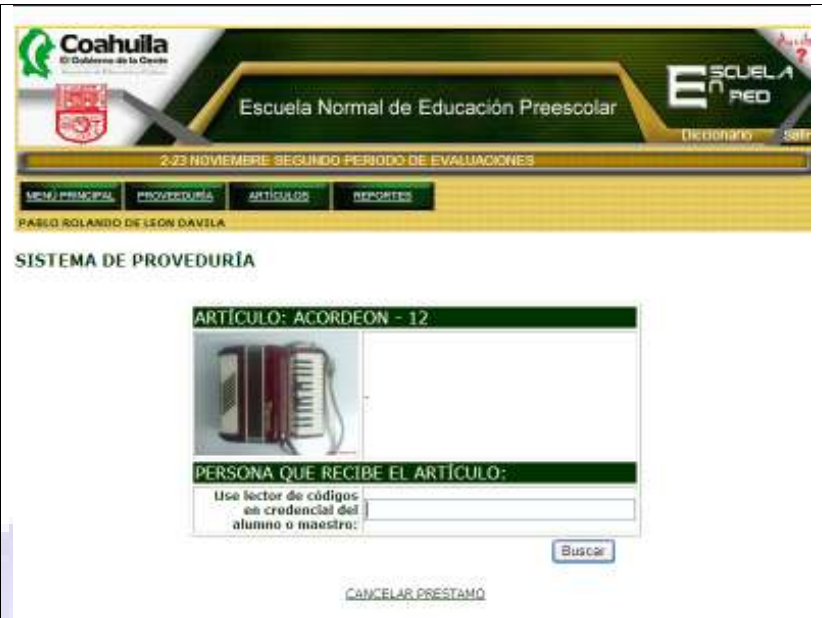 Coahuila
El Gobierno de la Gente
Escuela Normal de Educación Preescolar
ESCUELA
PED
Diccionario Salir
2-23 NOVIEMBRE SEGUNDO PERIODO DE EVALUACIONES
MENÚ PRINCIPAL PROVEEDURÍA ARTÍCULOS REPORTES
PABLO ROLANDO DE LEON DAVILA
SISTEMA DE PROVEDURÍA
ARTÍCULO: ACORDEON - 12
-
PERSONA QUE RECIBE EL ARTÍCULO:
Use lector de códigos
en credencial del
alumno o maestro:
Buscar
CANCELAR PRESTAMO